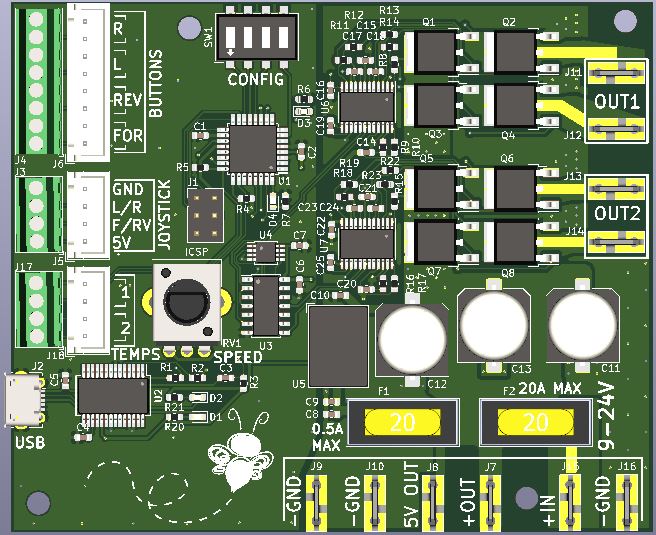 SW1
CONFIG
R12
R11
C17
C15
C18
R13
R14
R8
Q1
Q2
J11
OUT1
J12
Q3
Q4
C16
U6
C19
C14
R9
R10
R6
D3
R
L
REV
FOR
BUTTONS
J4
J6
C1
R5
C2
U1
J3
GND
L/R
F/RV
5V
JOYSTICK
J5
J1
ICSP
R4
D4
R7
R19
R18
R22
R23
C21
R15
C23
C24
Q5
Q6
J13
OUT2
J14
Q7
Q8
C22
U7
C25
C20
R16
R17
U4
C7
C6
C10
J17
1
2
J18
TEMPS
RV1
SPEED
U3
U5
C12
C13
C11
J2
USB
C5
C4
U2
R1
R2
C3
R3
R21
R20
D2
D1
C9
C8
0.5A
MAX
F1
20
F2
20A MAX
20
9-24V
J9
-GND
J10
-GND
J8
5V OUT
J7
+OUT
J15
+IN
J16
-GND